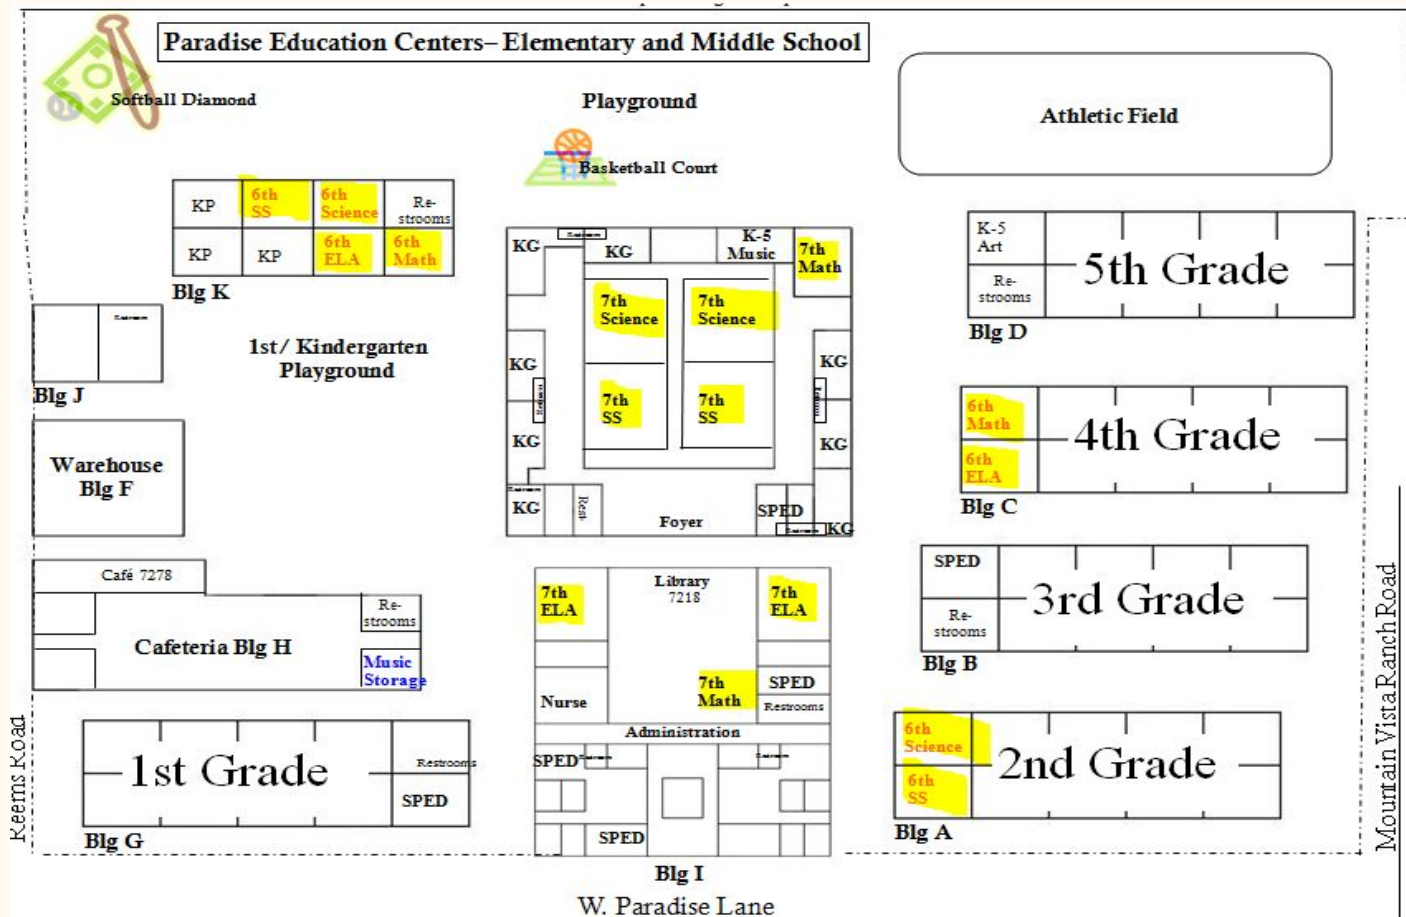 Paradise Education Centers– Elementary and Middle School
Softball Diamond
Playground
Basketball Court
Athletic Field
KP
6th
SS
6th
Science
Re-
strooms
KP
KP
6th
ELA
6th
Math
Blg K
KG
KG
K-5
Music
7th
Math
7th
Science
7th
Science
7th
SS
7th
SS
KG
KG
KG
KG
KG
Rest-
Foyer
SPED
KG
K-5
Art
Re-
strooms
5th Grade
Blg D
Blg J
1st/ Kindergarten
Playground
6th
Math
6th
ELA
4th Grade
Blg C
Warehouse
Blg F
SPED
Re-
strooms
3rd Grade
Blg B
Café 7278
Re-
strooms
Cafeteria Blg H
Music
Storage
7th
ELA
Library
7218
7th
ELA
7th
Math
SPED
Restrooms
Nurse
Administration
SPED
SPED
Blg I
6th
Science
6th
SS
2nd Grade
Blg A
1st Grade
Restrooms
SPED
Blg G
Reems Road
Mountain Vista Ranch Road
W. Paradise Lane